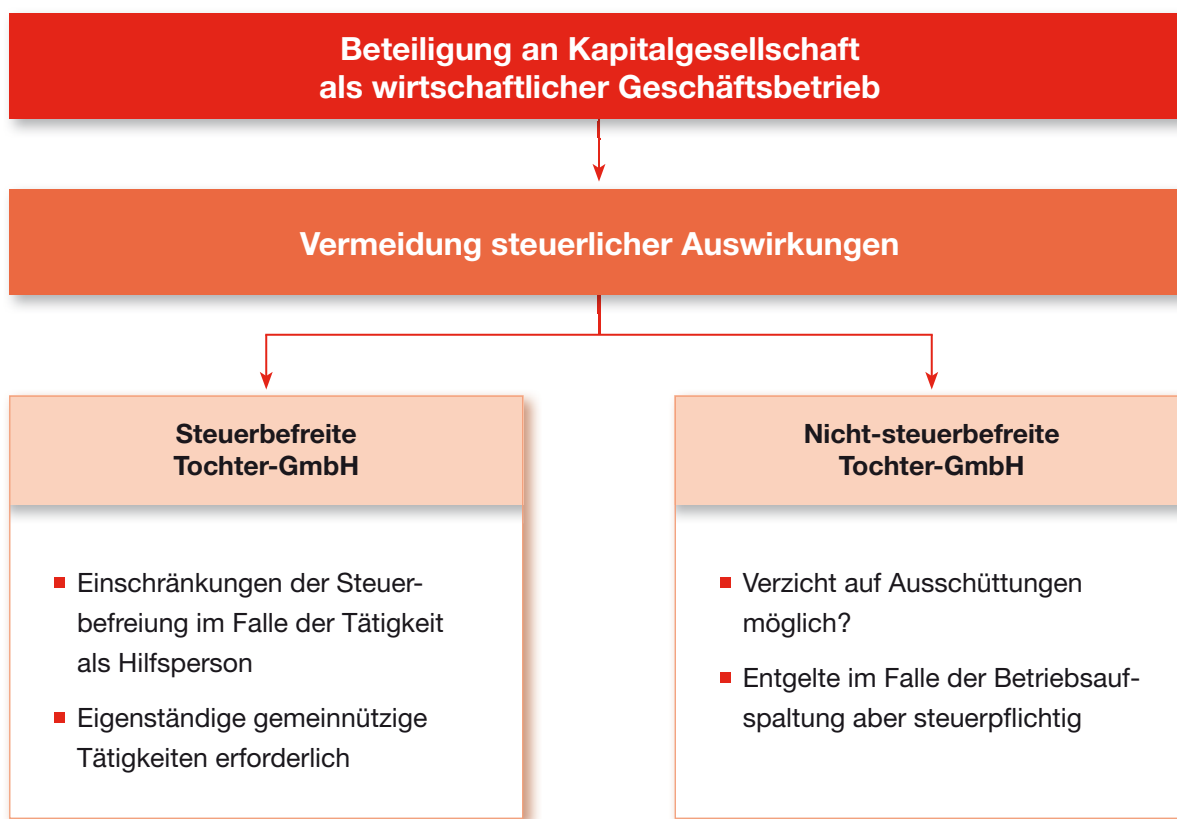 Beteiligung an Kapitalgesellschaft
als wirtschaftlicher Geschäftsbetrieb
Vermeidung steuerlicher Auswirkungen
Steuerbefreite
Tochter-GmbH
Einschränkungen der Steuer-
befreiung im Falle der Tätigkeit
als Hilfsperson
Eigenständige gemeinnützige
Tätigkeiten erforderlich
Nicht-steuerbefreite
Tochter-GmbH
Verzicht auf Ausschüttungen
möglich?
Entgelte im Falle der Betriebsauf-
spaltung aber steuerpflichtig